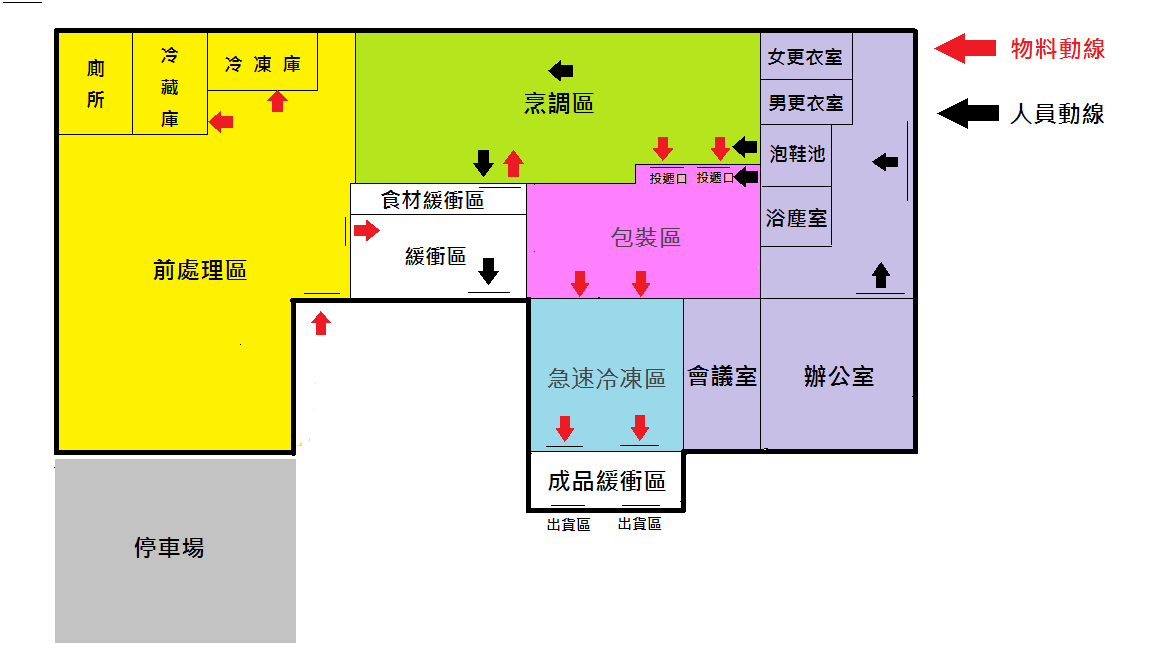 物料動線
人員動線
廁所
冷藏庫
冷凍庫
女更衣室
男更衣室
烹調區
泡鞋池
投遞口
投遞口
食材緩衝區
浴塵室
包裝區
緩衝區
前處理區
急速冷凍區
會議室
辦公室
成品緩衝區
出貨區
出貨區
停車場